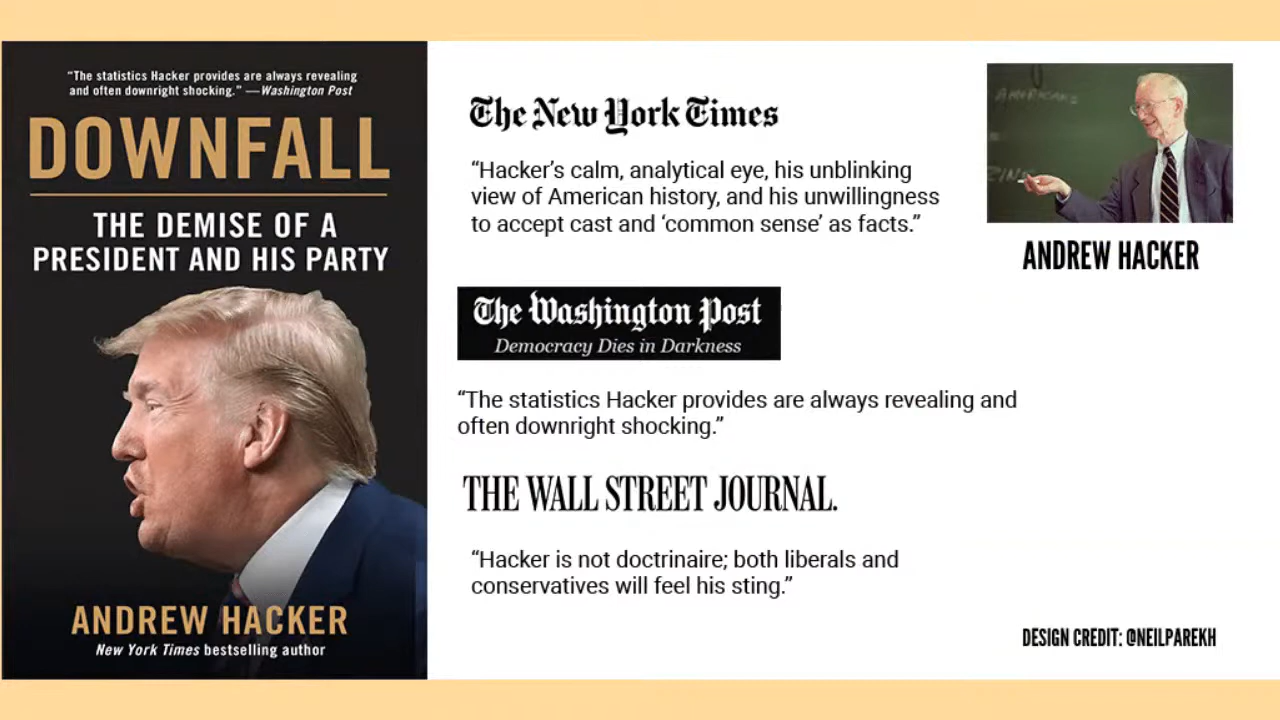 “The statistics Hacker provides are always revealing
and often downright shocking.” —Washington Post
DOWNFALL
THE DEMISE OF A
PRESIDENT AND HIS PARTY
ANDREW HACKER
New York Times bestselling author
The New York Times
“Hacker’s calm, analytical eye, his unblinking
view of American history, and his unwillingness
to accept cast and ‘common sense’ as facts.”
AMERICANS
ANDREW HACKER
The Washington Post
Democracy Dies in Darkness
“The statistics Hacker provides are always revealing and
often downright shocking.”
THE WALL STREET JOURNAL.
“Hacker is not doctrinaire; both liberals and
conservatives will feel his sting.”
DESIGN CREDIT: @NEILPAREKH